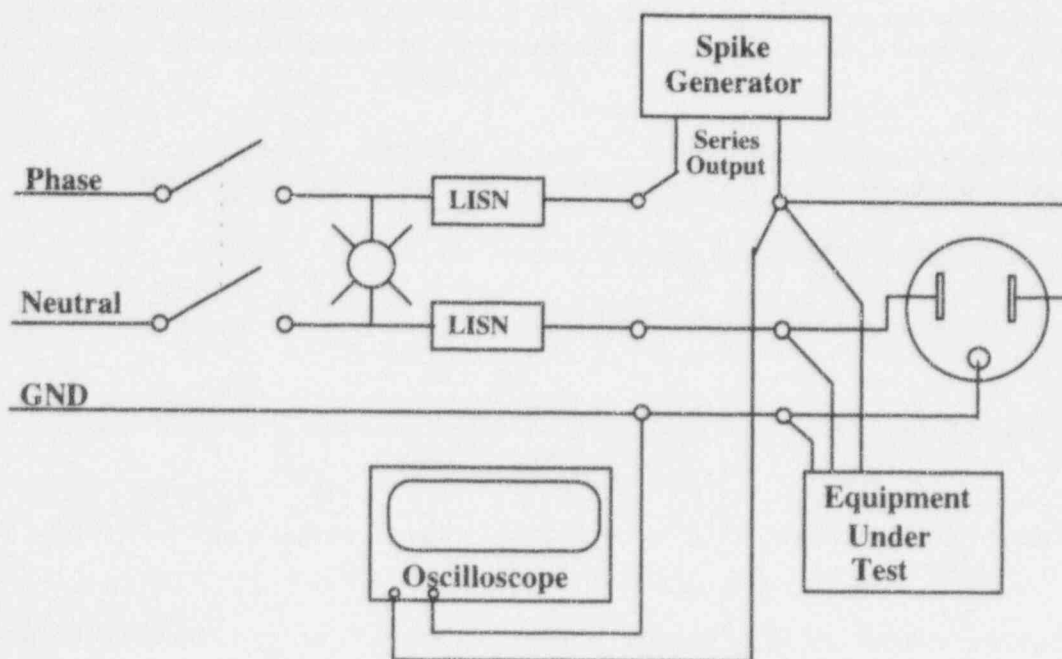 Spike
Generator
Series
Output
Phase
LISN
Neutral
LISN
GND
Oscilloscope
Equipment
Under
Test